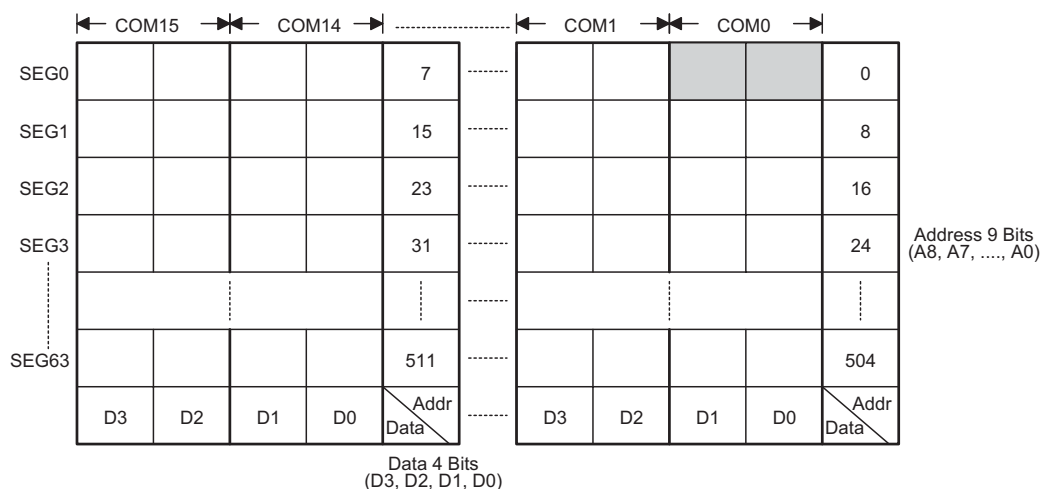 COM15 COM14 COM1 COM0
SEG0 7 0
SEG1 15 8
SEG2 23 16
SEG3 31 24
Address 9 Bits
(A8, A7, ...., A0)
SEG63 511 504
D3 D2 D1 D0 Addr Data D3 D2 D1 D0 Addr Data
Data 4 Bits
(D3, D2, D1, D0)